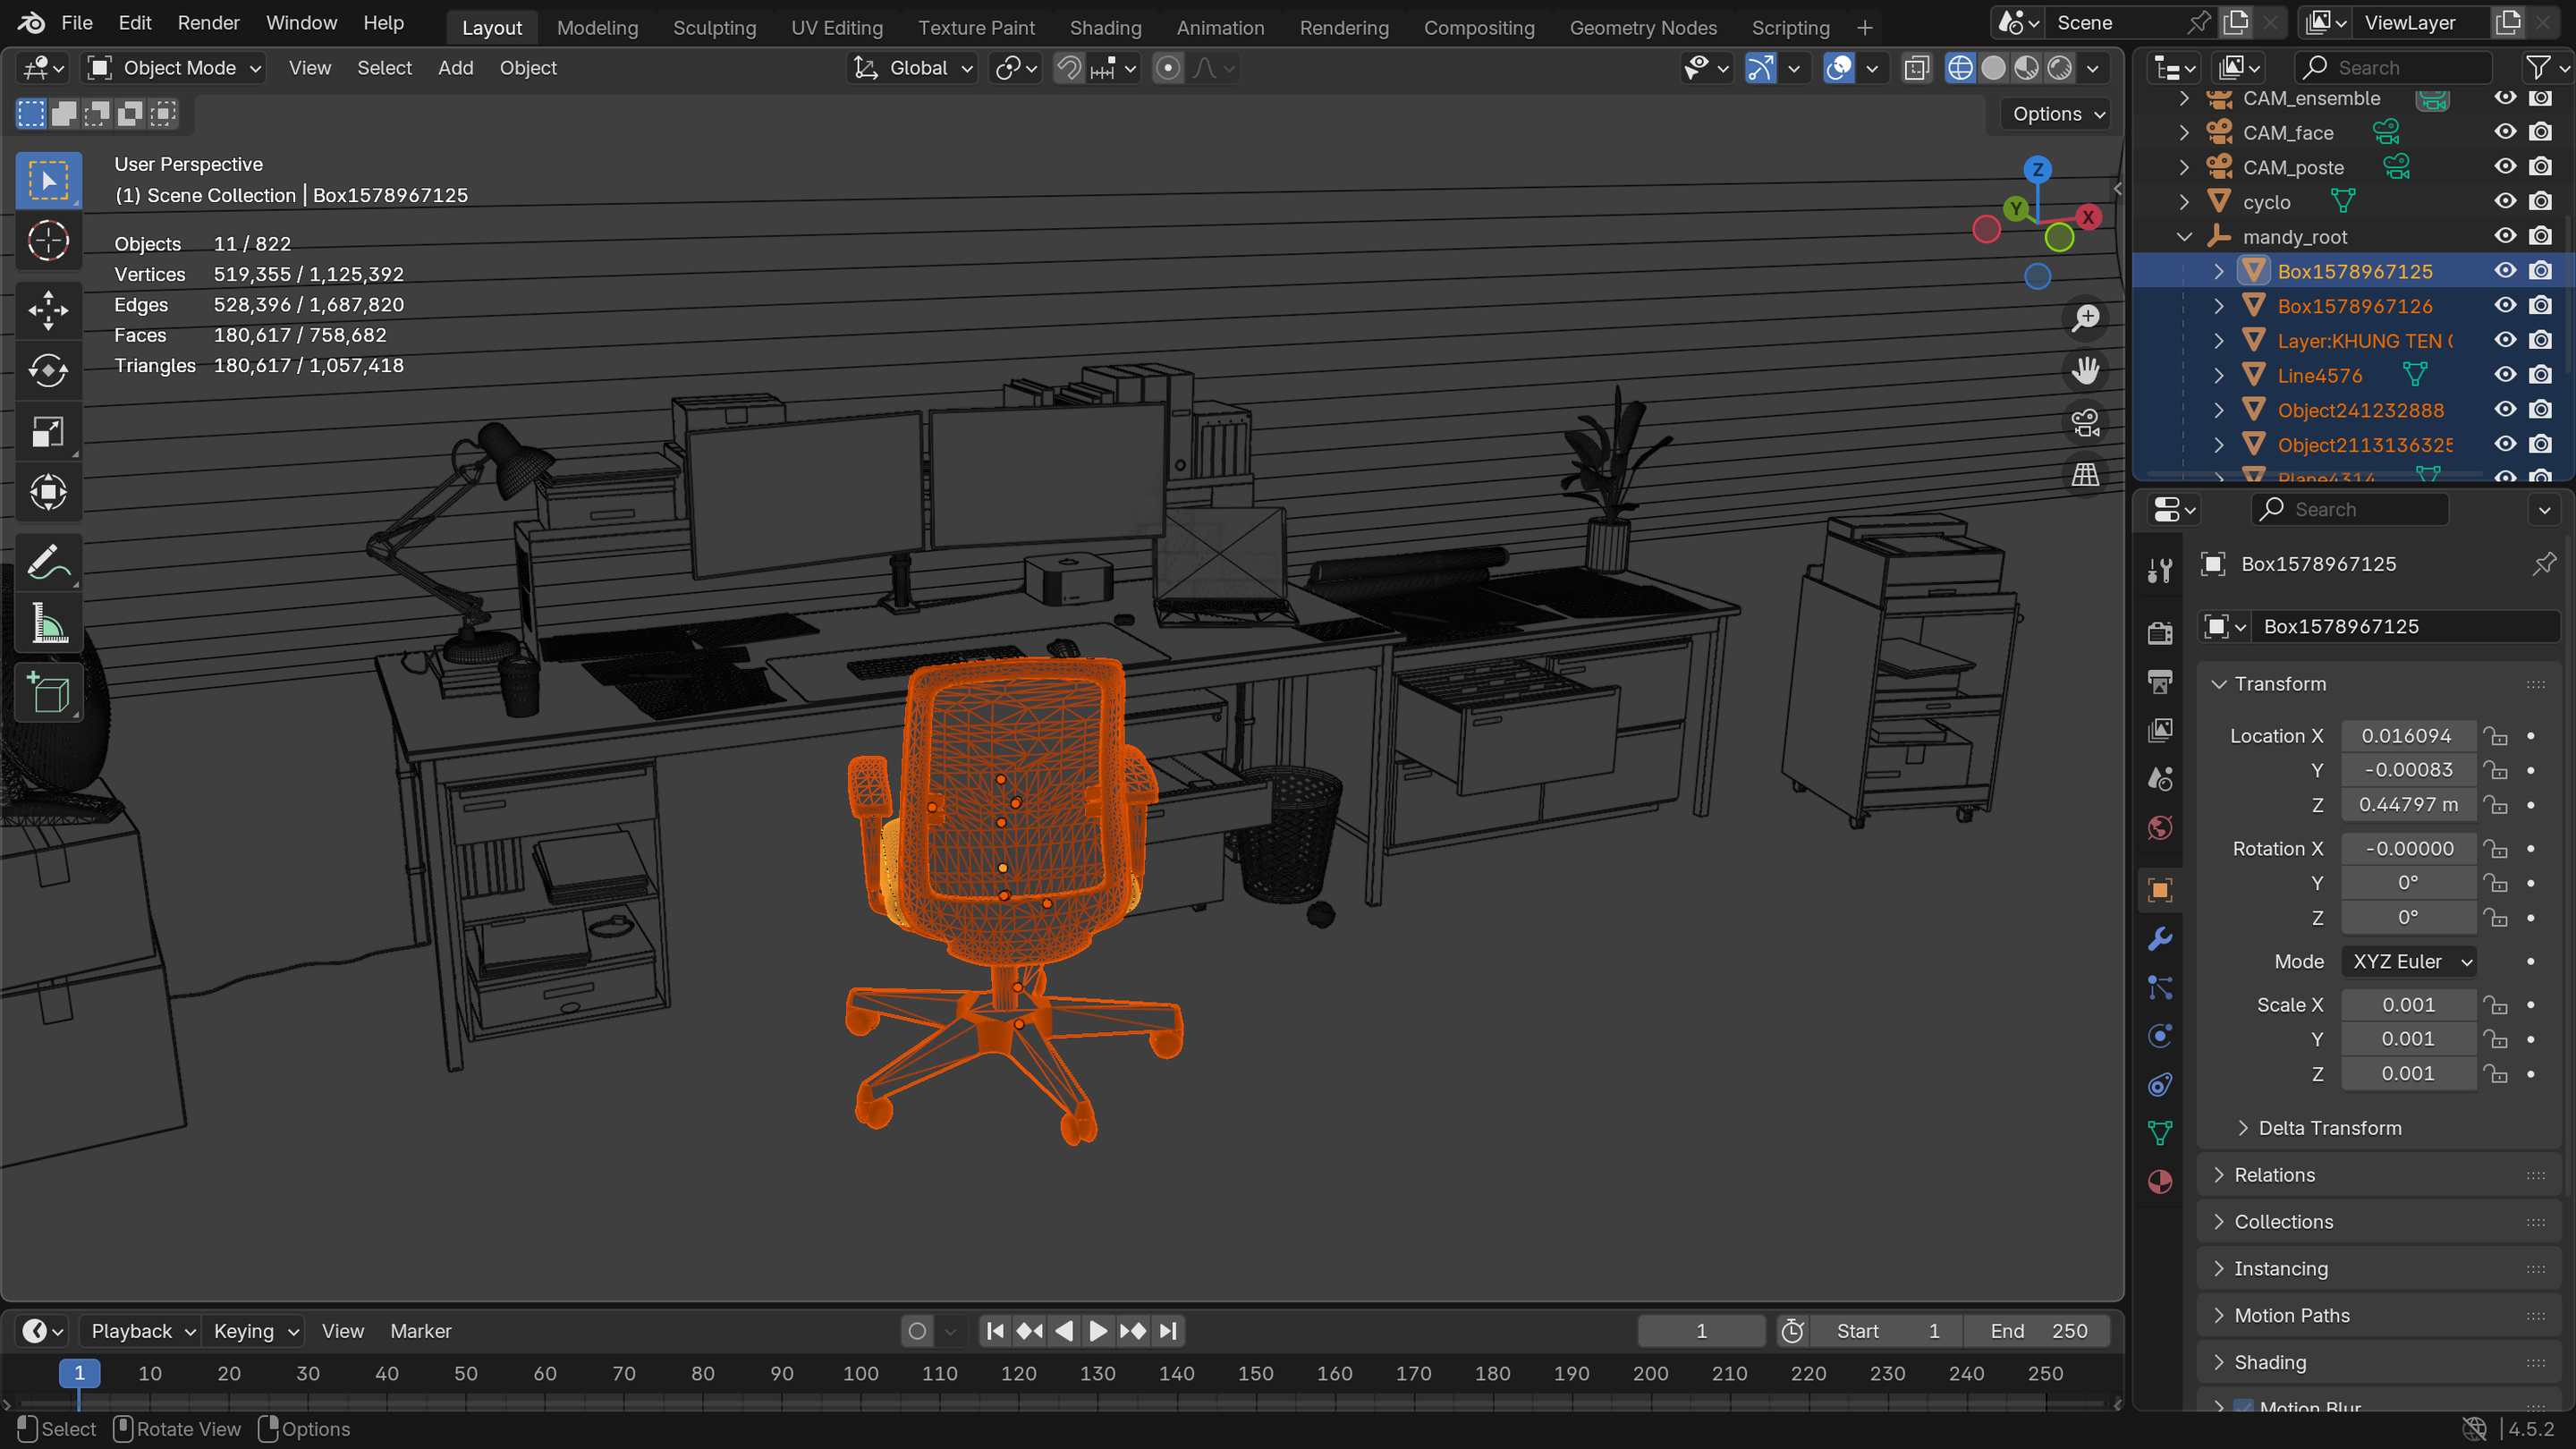 File Edit Render Window Help
Layout Modeling Sculpting UV Editing Texture Paint Shading Animation Rendering Compositing Geometry Nodes Scripting +
Scene
ViewLayer
Object Mode View Select Add Object
Global
Options
User Perspective
(1) Scene Collection | Box1578967125
Objects 11 / 822
Vertices 519,355 / 1,125,392
Edges 528,396 / 1,687,820
Faces 180,617 / 758,682
Triangles 180,617 / 1,057,418
Z
Y
X
Search
CAM_ensemble
CAM_face
CAM_poste
cyclo
mandy_root
Box1578967125
Box1578967126
Layer:KHUNG TEN
Line4576
Object241232888
Object2113136325
Plane4314
Search
Box1578967125
Box1578967125
Transform
Location X 0.016094
Y -0.00083
Z 0.44797 m
Rotation X -0.00000
Y 0°
Z 0°
Mode XYZ Euler
Scale X 0.001
Y 0.001
Z 0.001
Delta Transform
Relations
Collections
Instancing
Motion Paths
Shading
Motion Blur
Playback Keying View Marker
1
Start 1
End 250
1 10 20 30 40 50 60 70 80 90 100 110 120 130 140 150 160 170 180 190 200 210 220 230 240 250
Select Rotate View Options
4.5.2